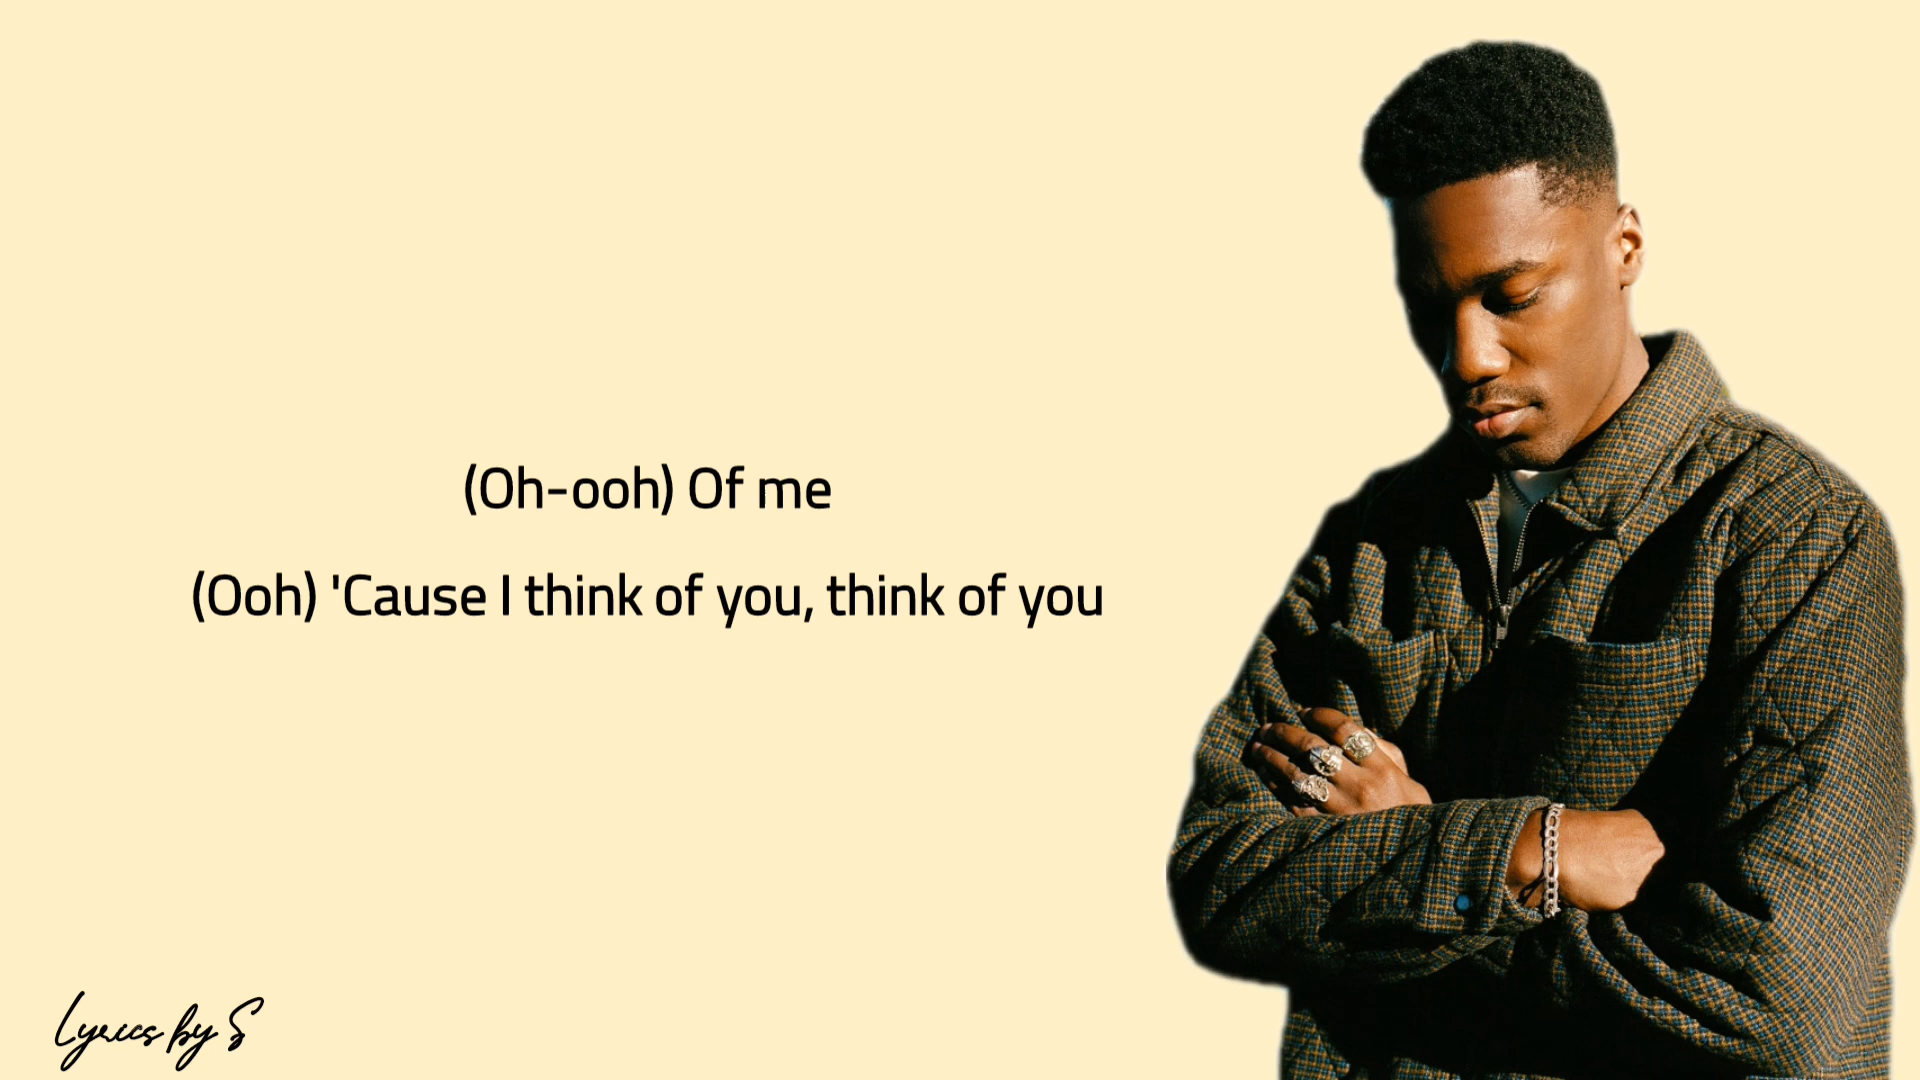 (Oh-ooh) Of me
(Ooh) 'Cause I think of you, think of you
Lyrics by S